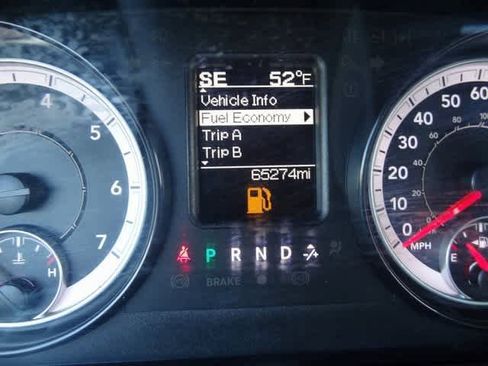 SE 52°F
Vehicle Info
Fuel Economy
Trip A
Trip B
65274mi
P R N D
BRAKE
4
5
6
7
7
H
60
50
40
30
20
10
0
MPH
E